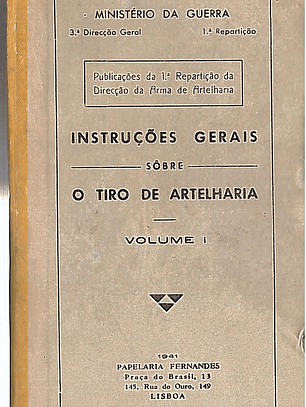 MINISTÉRIO DA GUERRA
3.ª Direcção Geral 1.ª Repartição
Publicações da 1.ª Repartição da
Direcção da Arma de Artelharia
INSTRUÇÕES GERAIS
SÔBRE
O TIRO DE ARTELHARIA
VOLUME I
1941
PAPELARIA FERNANDES
Praça do Brasil, 13
145, Rua do Ouro, 149
LISBOA